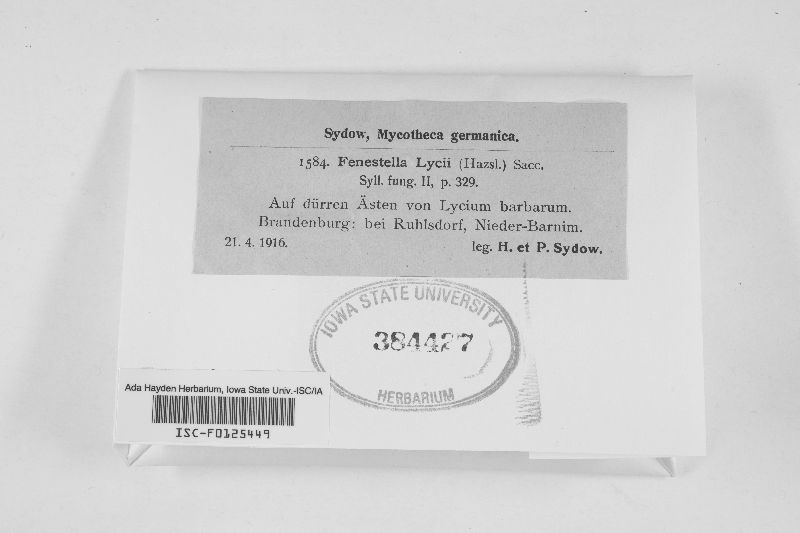 Sydow, Mycotheca germanica.
1584. Fenestella Lycii (Hazsl.) Sacc.
Syll. fung. II, p. 329.
Auf dürren Ästen von Lycium barbarum.
Brandenburg: bei Ruhlsdorf, Nieder-Barnim.
21. 4. 1916. leg. H. et P. Sydow.
IOWA STATE UNIVERSITY
384427
HERBARIUM
Ada Hayden Herbarium, Iowa State Univ.-ISC/IA
ISC-F0125449